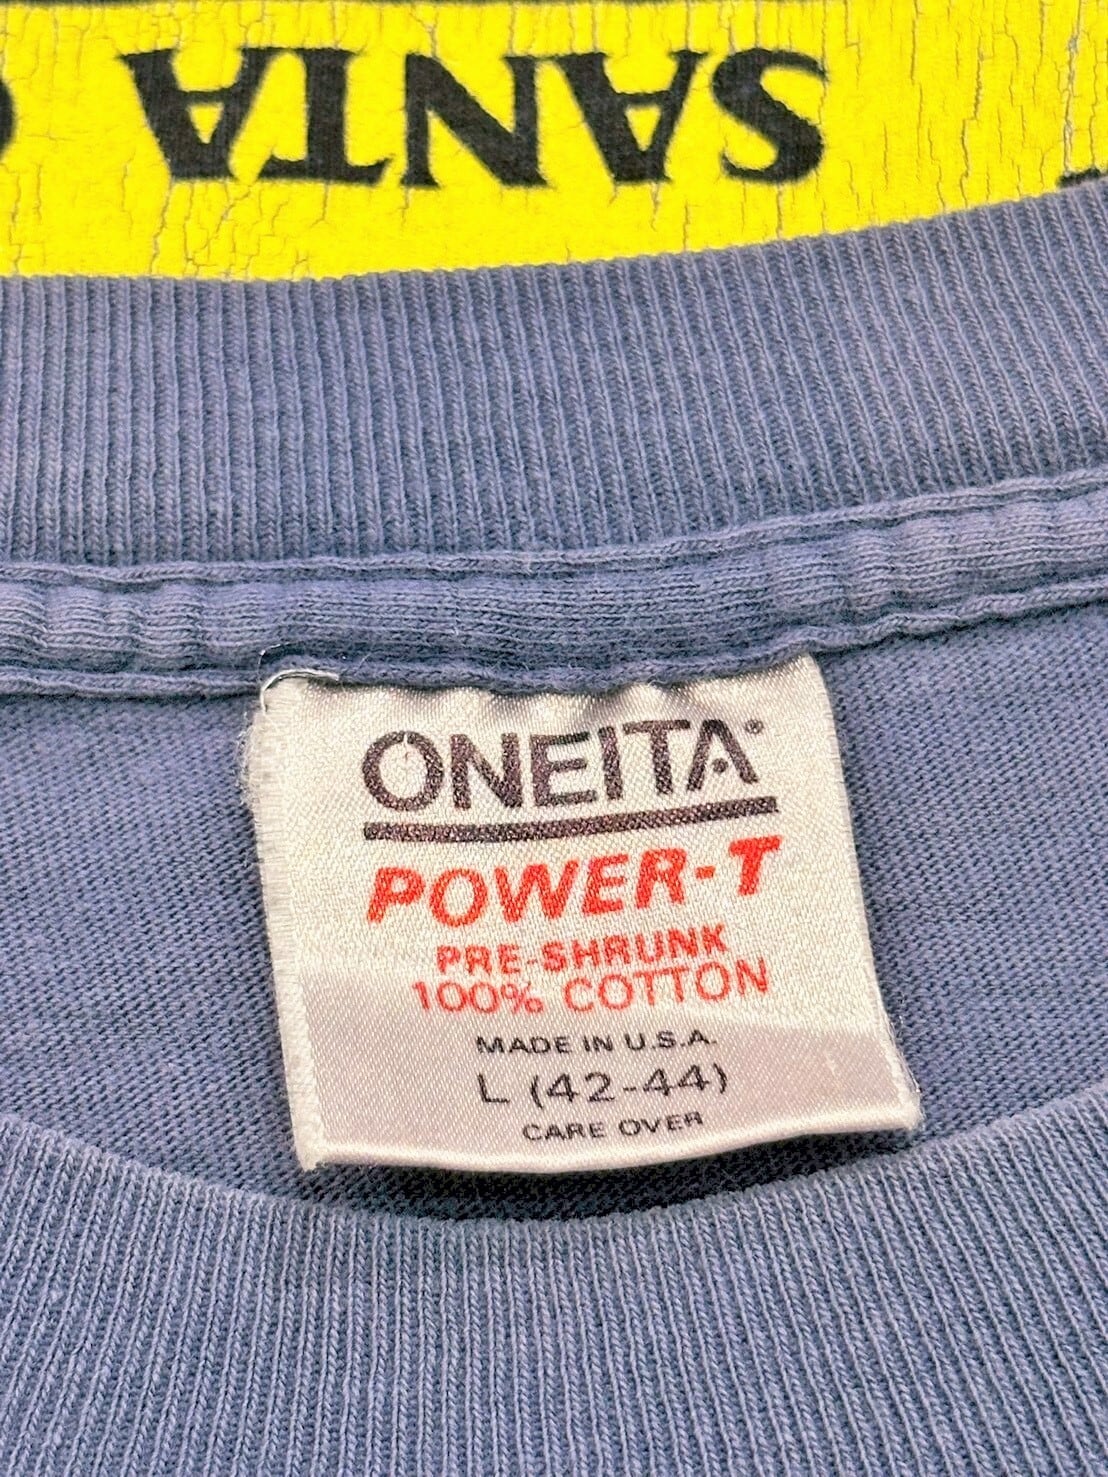 SANTA
ONEITA®
POWER-T
PRE-SHRUNK
100% COTTON
MADE IN U.S.A.
L (42-44)
CARE OVER